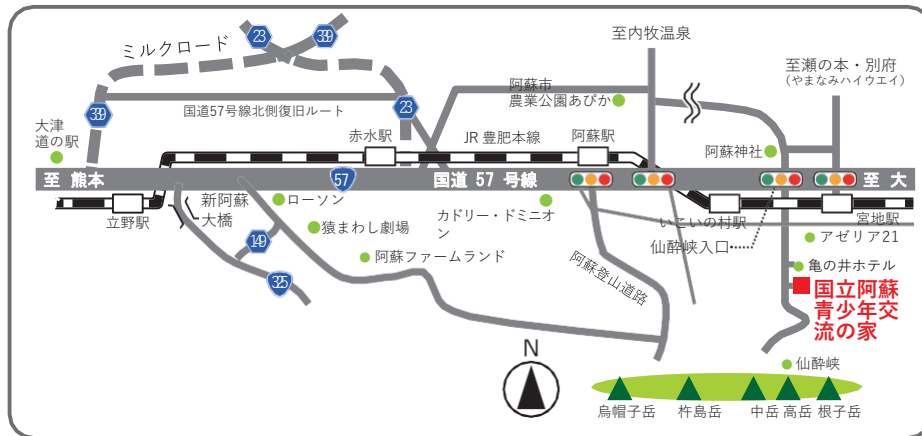 ミルクロード
23
339
至内牧温泉
至瀬の本・別府
(やまなみハイウエイ)
阿蘇市
農業公園あぴか
国道57号線北側復旧ルート
339
23
大津
道の駅
赤水駅
JR 豊肥本線
阿蘇駅
阿蘇神社
至 熊本
57
国道 57 号線
至 大
立野駅
新阿蘇
大橋
ローソン
カドリー・ドミニオ
ン
いこいの村駅
宮地駅
猿まわし劇場
仙酔峡入口
アゼリア21
149
阿蘇ファームランド
阿蘇登山道路
亀の井ホテル
325
国立阿蘇
青少年交
流の家
N
仙酔峡
烏帽子岳
杵島岳
中岳
高岳
根子岳